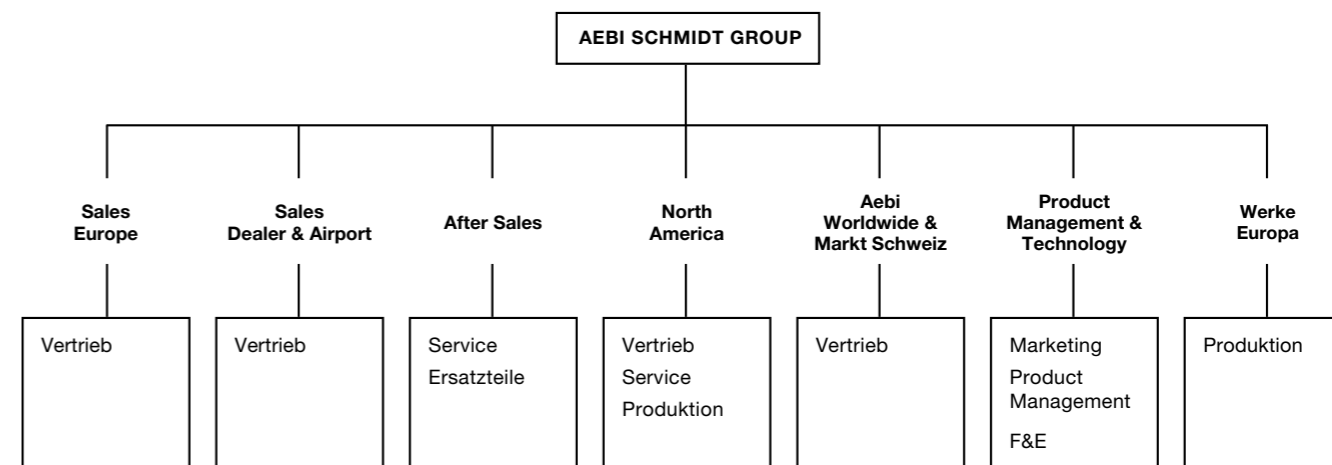 AEBI SCHMIDT GROUP
Sales
Europe
Sales
Dealer & Airport
After Sales
North
America
Aebi
Worldwide &
Markt Schweiz
Product
Management &
Technology
Werke
Europa
Vertrieb
Vertrieb
Service
Ersatzteile
Vertrieb
Service
Produktion
Vertrieb
Marketing
Product
Management
F&E
Produktion